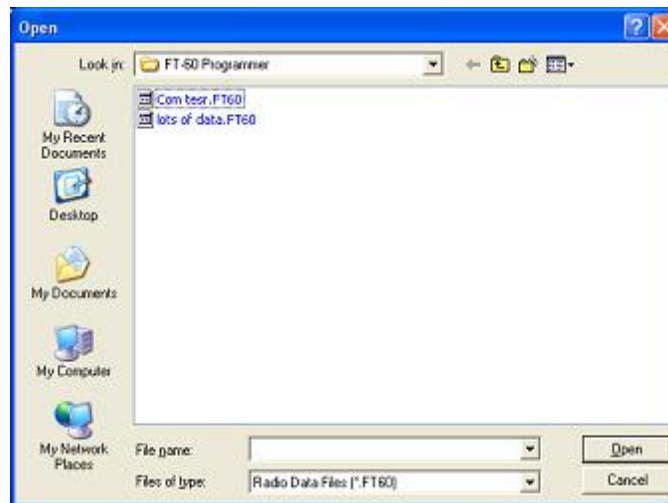 Open
Look in: FT-60 Programmer
Com tesr.FT60
lots of data.FT60
My Recent
Documents
Desktop
My Documents
My Computer
My Network
Places
File name:
Open
Files of type: Radio Data Files (*.FT60)
Cancel